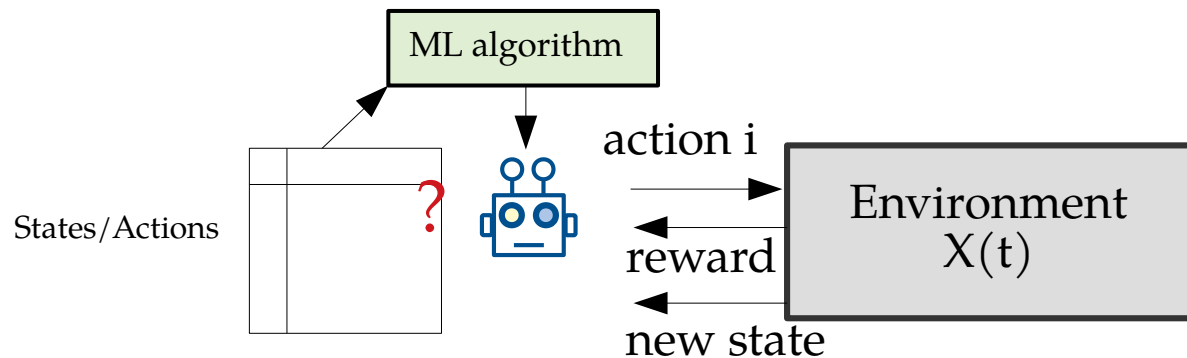 ML algorithm
action i
?
States/Actions
Environment
X(t)
reward
new state